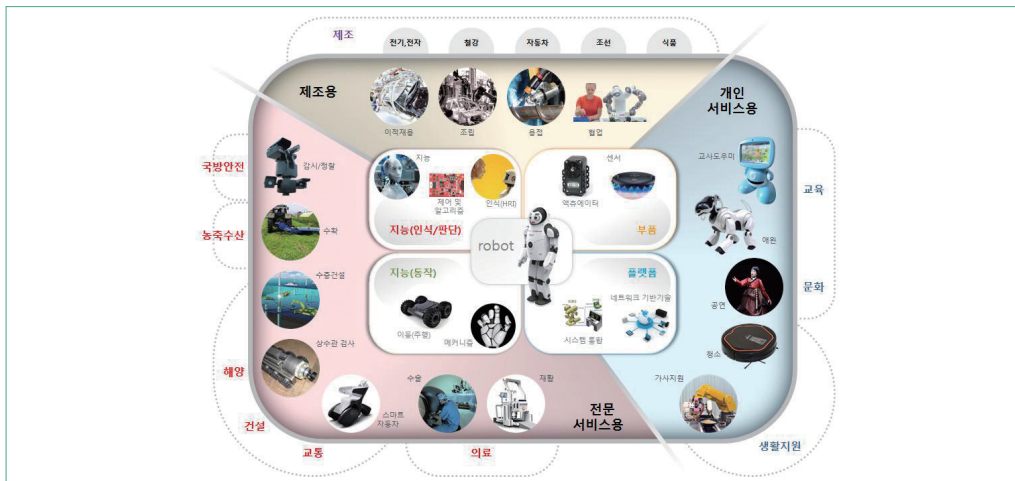 제조
전기,전자
철강
자동차
조선
식품
제조용
이적재용
조립
용접
협업
개인
서비스용
국방안전
감시/정찰
농축수산
수확
수중건설
상수관 검사
해양
건설
교통
스마트
자동차
수술
재활
의료
전문
서비스용
지능
제어 및
알고리즘
인식(HRI)
지능(인식/판단)
센서
액츄에이터
부품
robot
지능(동작)
이동(주행)
메커니즘
플랫폼
네트워크 기반기술
시스템 통합
교사도우미
교육
애완
공연
문화
청소
가사지원
생활지원